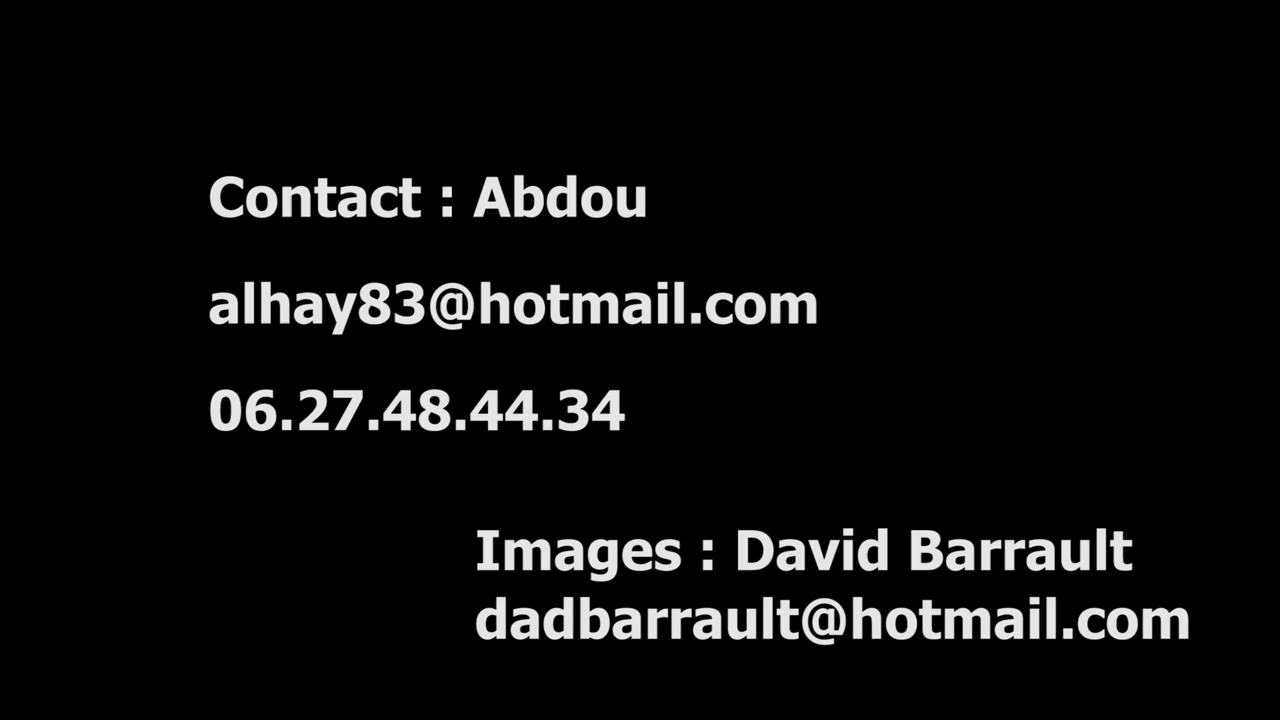 Contact : Abdou
alhay83@hotmail.com
06.27.48.44.34
Images : David Barrault
dadbarrault@hotmail.com